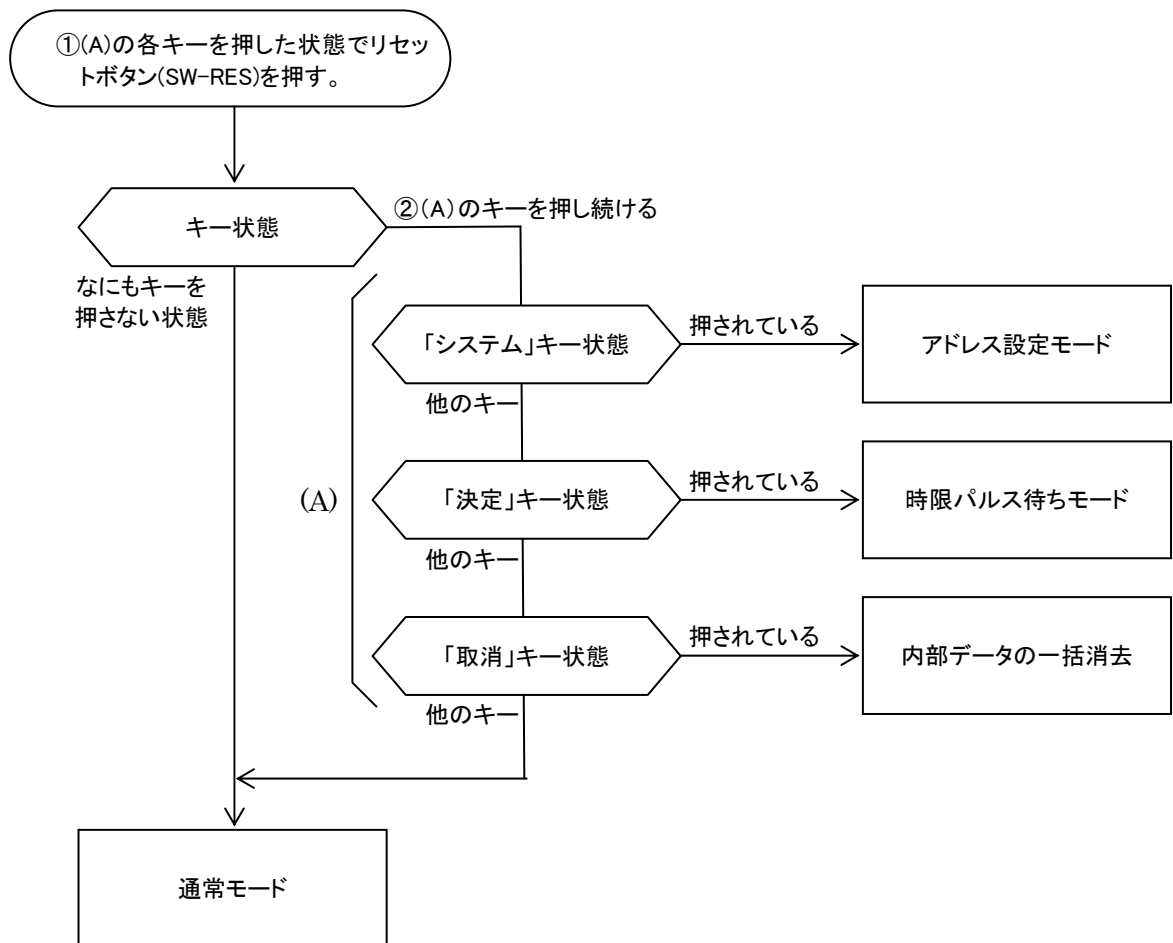 ①(A)の各キーを押した状態でリセッ
トボタン(SW-RES)を押す。
キー状態
②(A)のキーを押し続ける
なにもキーを
押さない状態
「システム」キー状態
押されている
アドレス設定モード
他のキー
(A)
「決定」キー状態
押されている
時限パルス待ちモード
他のキー
「取消」キー状態
押されている
内部データの一括消去
他のキー
通常モード